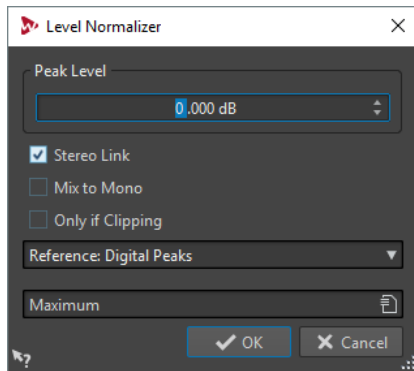 Level Normalizer
Peak Level
0.000 dB
Stereo Link
Mix to Mono
Only if Clipping
Reference: Digital Peaks
Maximum
OK Cancel
?